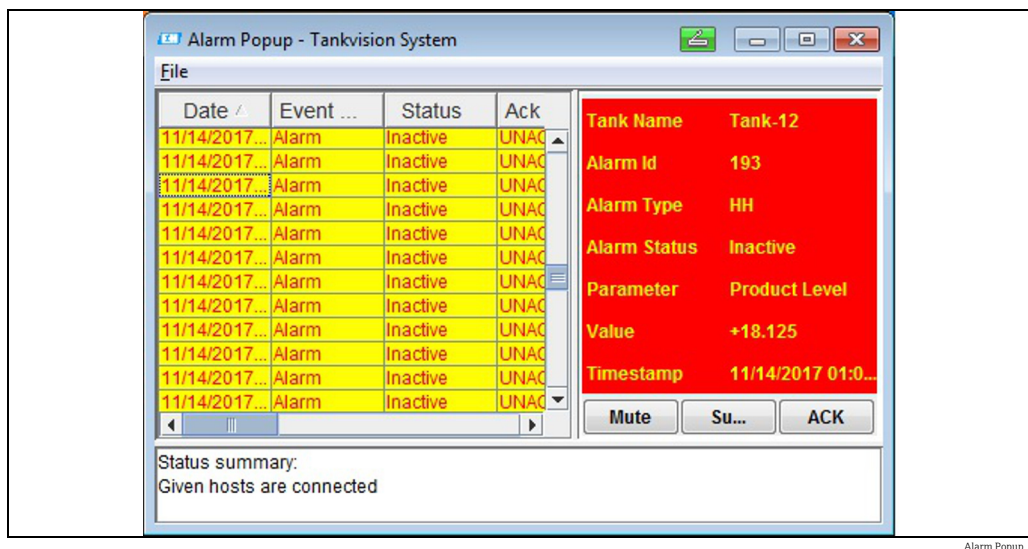 Alarm Popup - Tankvision System
File
Date Event ... Status Ack
11/14/2017... Alarm Inactive UNAC
11/14/2017... Alarm Inactive UNAC
11/14/2017... Alarm Inactive UNAC
11/14/2017... Alarm Inactive UNAC
11/14/2017... Alarm Inactive UNAC
11/14/2017... Alarm Inactive UNAC
11/14/2017... Alarm Inactive UNAC
11/14/2017... Alarm Inactive UNAC
11/14/2017... Alarm Inactive UNAC
11/14/2017... Alarm Inactive UNAC
11/14/2017... Alarm Inactive UNAC
11/14/2017... Alarm Inactive UNAC
Tank Name Tank-12
Alarm Id 193
Alarm Type HH
Alarm Status Inactive
Parameter Product Level
Value +18.125
Timestamp 11/14/2017 01:0...
Mute Su... ACK
Status summary:
Given hosts are connected
Alarm Popup